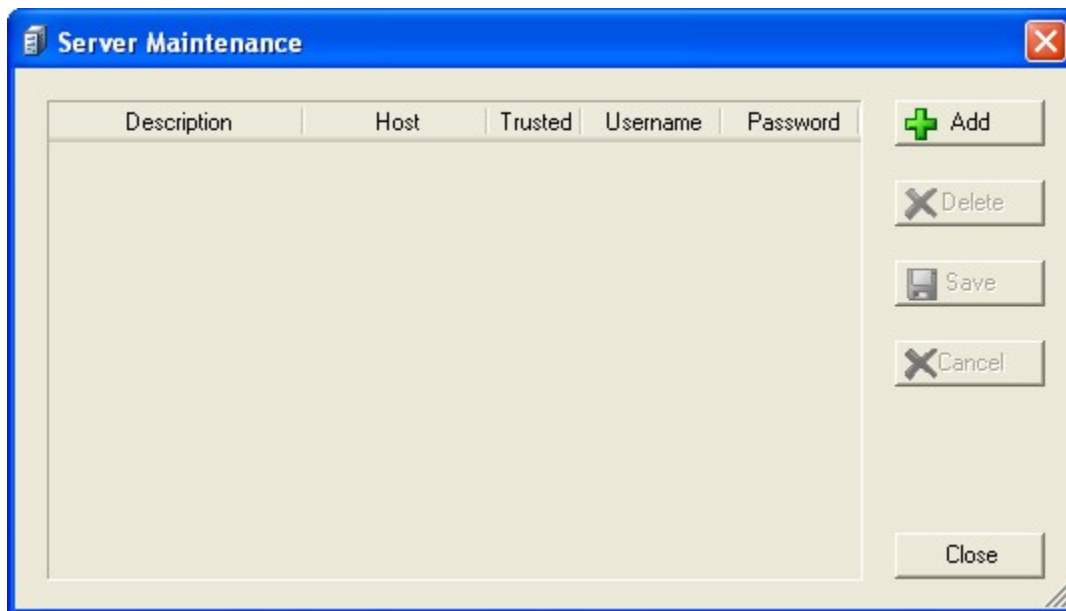 Server Maintenance
Description Host Trusted Username Password
Add
Delete
Save
Cancel
Close